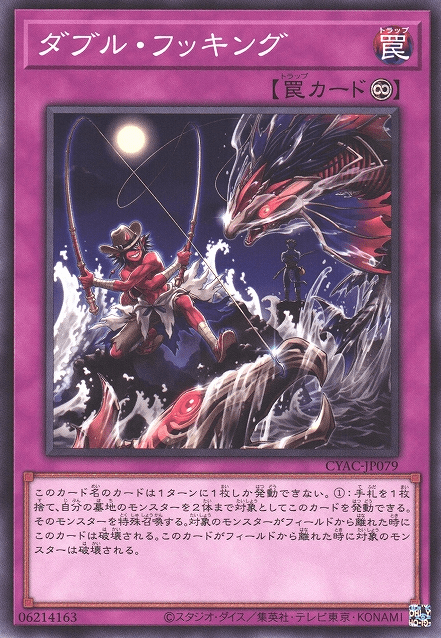 ダブル・フッキング
トラップ
罠
トラップ
【罠カード♾】
CYAC-JP079
このカード名のカードは1ターンに1枚しか発動できない。①：手札を1枚
捨て、自分の墓地のモンスターを2体まで対象としてこのカードを発動できる。
そのモンスターを特殊召喚する。対象のモンスターがフィールドから離れた時に
このカードは破壊される。このカードがフィールドから離れた時に対象のモン
スターは破壊される。
06214163
©スタジオ・ダイス／集英社・テレビ東京・KONAMI